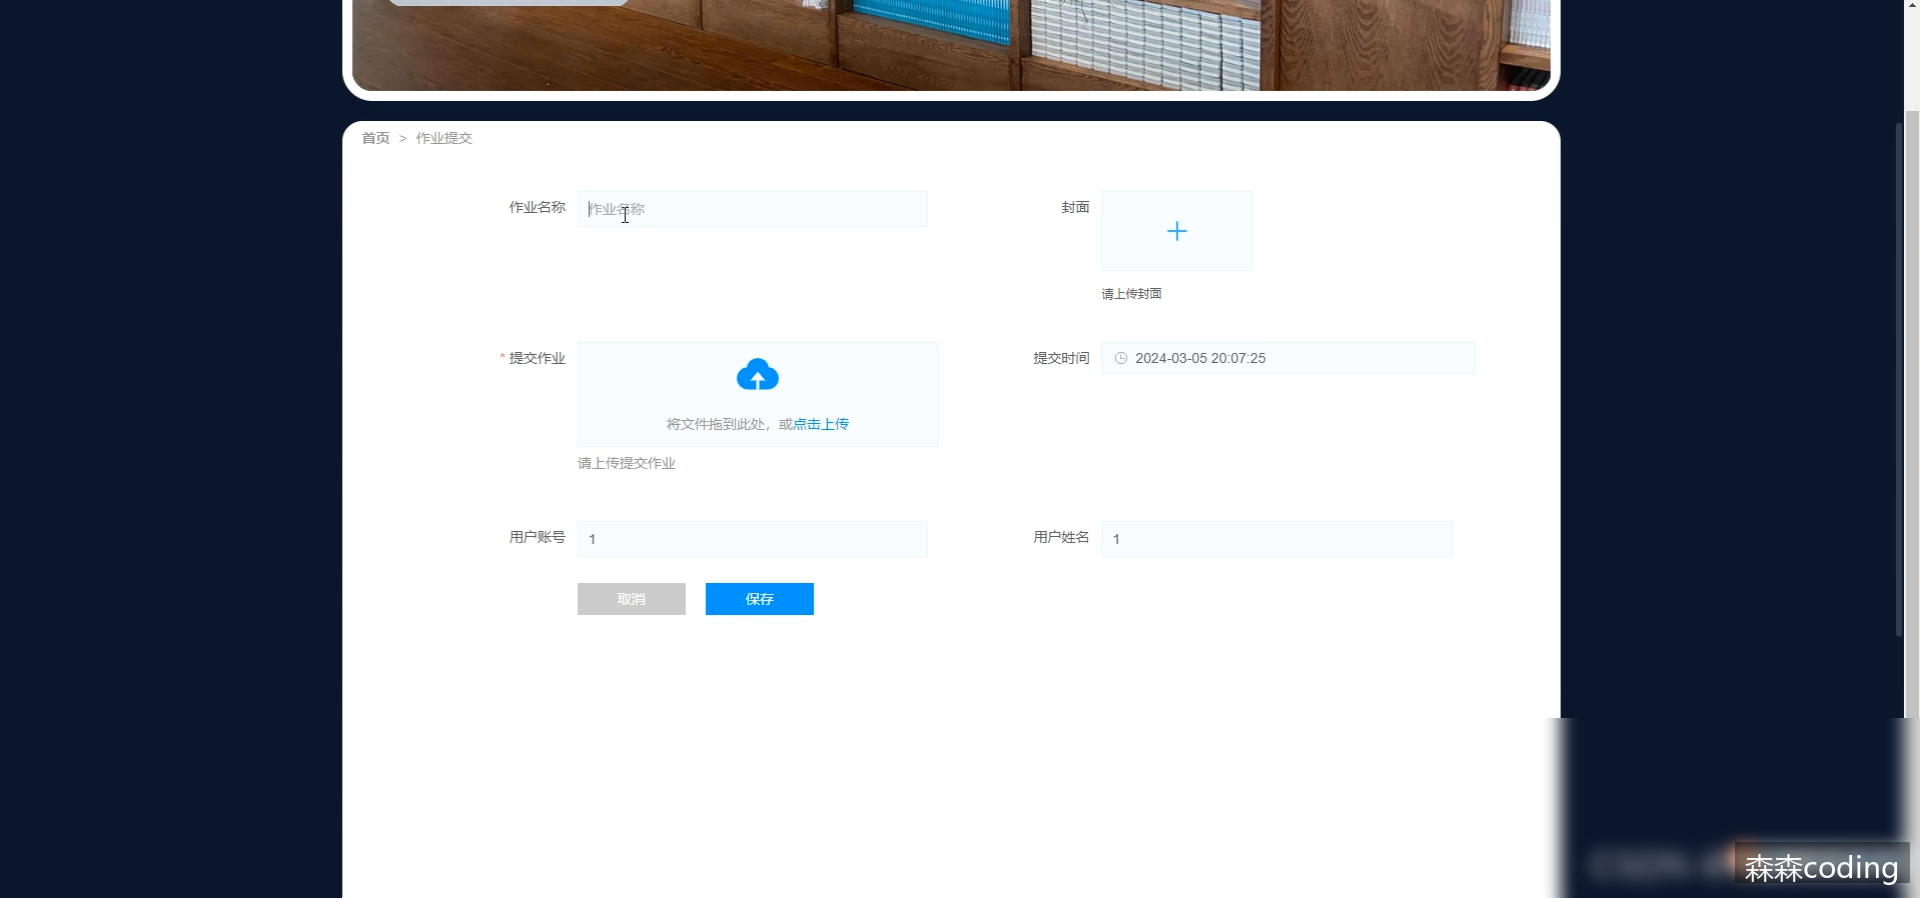 首页 > 作业提交
作业名称 作业名称 封面
请上传封面
* 提交作业 提交时间 2024-03-05 20:07:25
将文件拖到此处，或点击上传
请上传提交作业
用户账号 1 用户姓名 1
取消 保存
森森coding